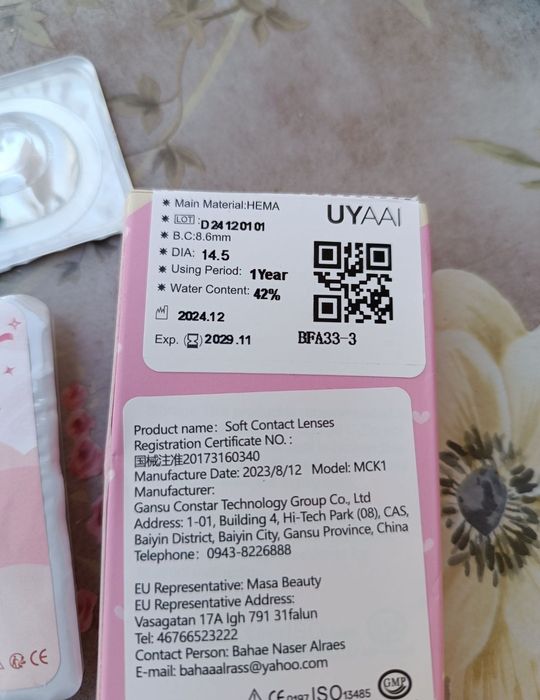 * Main Material:HEMA
UYAAI
* LOT :D24120101
* B.C:8.6mm
* DIA: 14.5
* Using Period: 1Year
* Water Content: 42%
2024.12
Exp. (⌛) 2029.11
BFA33-3
Product name: Soft Contact Lenses
Registration Certificate NO. :
国械注准20173160340
Manufacture Date: 2023/8/12 Model: MCK1
Manufacturer:
Gansu Constar Technology Group Co., Ltd
Address: 1-01, Building 4, Hi-Tech Park (08), CAS,
Baiyin District, Baiyin City, Gansu Province, China
Telephone: 0943-8226888
EU Representative: Masa Beauty
EU Representative Address:
Vasagatan 17A lgh 791 31falun
Tel: 46766523222
Contact Person: Bahae Naser Alraes
E-mail: bahaaalrass@yahoo.com
CE 0197 ISO 13485 GMP
CE